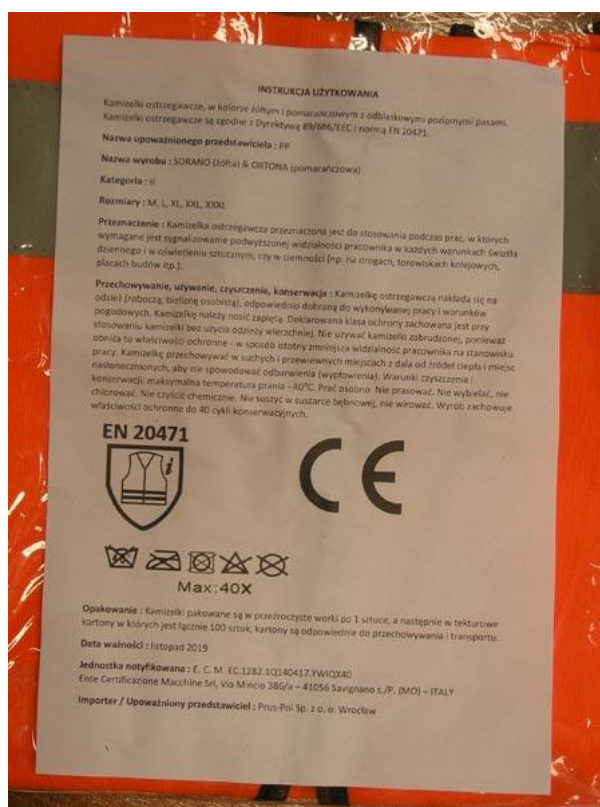 INSTRUKCJA UŻYTKOWANIA
Kamizelki ostrzegawcze, w kolorze żółtym i pomarańczowym z odblaskowymi poziomymi pasami.
Kamizelki ostrzegawcze są zgodne z Dyrektywą 89/686/EEC i normą EN 20471.
Nazwa upoważnionego przedstawiciela : PP
Nazwa wyrobu : SORANO (żółta) & ORTONA (pomarańczowa)
Kategoria : II
Rozmiary : M, L, XL, XXL, XXXL
Przeznaczenie : Kamizelka ostrzegawcza przeznaczona jest do stosowania podczas prac, w których
wymagane jest sygnalizowanie podwyższonej widzialności pracownika w każdych warunkach światła
dziennego i w oświetleniu sztucznym, czy w ciemności [np. na drogach, torowiskach kolejowych,
placach budów itp.].
Przechowywanie, używanie, czyszczenie, konserwacja : Kamizelkę ostrzegawczą nakłada się na
odzież (roboczą, bieliznę osobistą), odpowiednio dobraną do wykonywanej pracy i warunków
pogodowych. Kamizelkę należy nosić zapiętą. Deklarowana klasa ochrony zachowana jest przy
stosowaniu kamizelki bez użycia odzieży wierzchniej. Nie używać kamizelki zabrudzonej, ponieważ
obniża to właściwości ochronne - w sposób istotny zmniejsza widzialność pracownika na stanowisku
pracy. Kamizelkę przechowywać w suchych i przewiewnych miejscach z dala od źródeł ciepła i miejsc
nasłonecznionych, aby nie spowodować odbarwienia (wypłowienia). Warunki czyszczenia i
konserwacji: maksymalna temperatura prania - 40°C. Prać osobno. Nie prasować. Nie wybielać, nie
chlorować. Nie czyścić chemicznie. Nie suszyć w suszarce bębnowej, nie wirować. Wyrób zachowuje
właściwości ochronne do 40 cykli konserwacyjnych.
EN 20471
i
CE
Max:40X
Opakowanie : Kamizelki pakowane są w przeźroczyste worki po 1 sztuce, a następnie w tekturowe
kartony w których jest łącznie 100 sztuk, kartony są odpowiednie do przechowywania i transportu.
Data ważności : listopad 2019
Jednostka notyfikowana : E. C. M. EC.1282.1Q140417.YWIQX40
Ente Certificazione Macchine Srl, Via Mincio 386/a – 41056 Savignano s./P. (MO) – ITALY
Importer / Upoważniony przedstawiciel : Prus-Pol Sp. z o. o. Wrocław